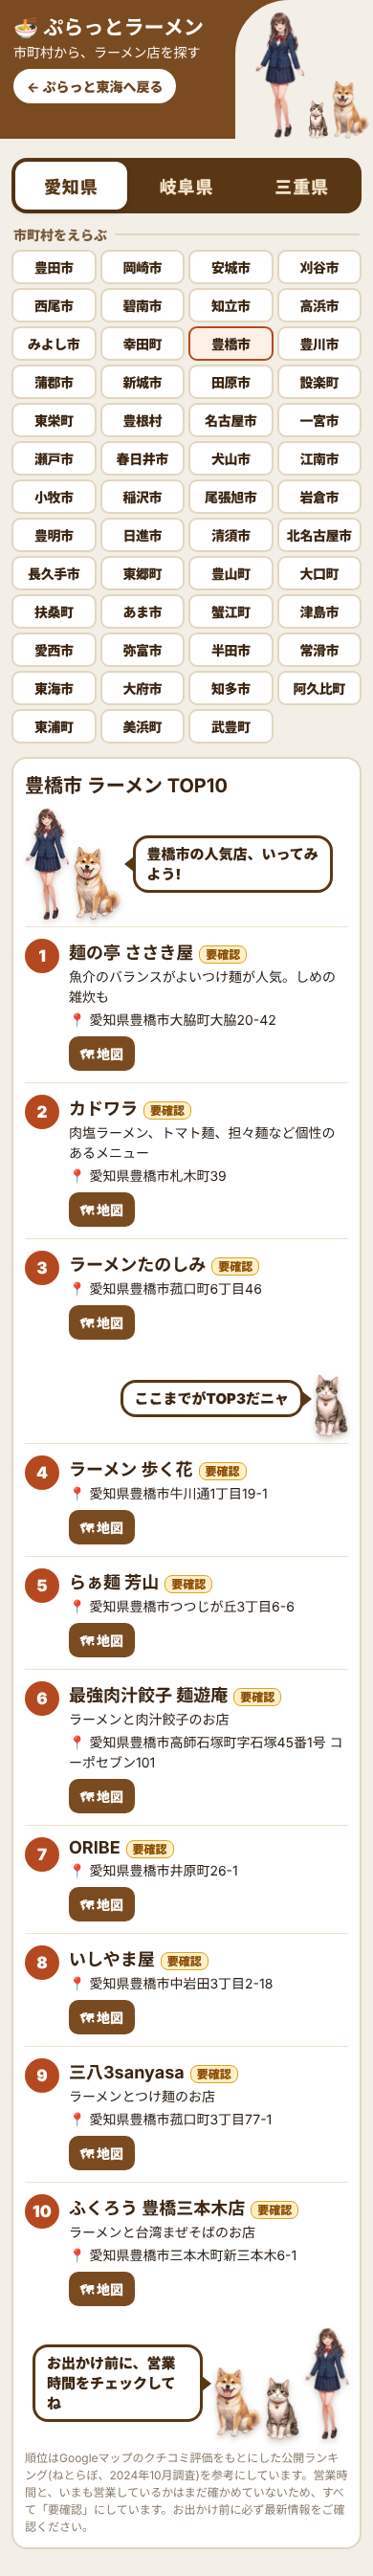 🍜 ぷらっとラーメン
市町村から、ラーメン店を探す
← ぷらっと東海へ戻る
愛知県 岐阜県 三重県
市町村をえらぶ
豊田市 岡崎市 安城市 刈谷市
西尾市 碧南市 知立市 高浜市
みよし市 幸田町 豊橋市 豊川市
蒲郡市 新城市 田原市 設楽町
東栄町 豊根村 名古屋市 一宮市
瀬戸市 春日井市 犬山市 江南市
小牧市 稲沢市 尾張旭市 岩倉市
豊明市 日進市 清須市 北名古屋市
長久手市 東郷町 豊山町 大口町
扶桑町 あま市 蟹江町 津島市
愛西市 弥富市 半田市 常滑市
東海市 大府市 知多市 阿久比町
東浦町 美浜町 武豊町
豊橋市 ラーメン TOP10
豊橋市の人気店、いってみ
よう!
1 麺の亭 ささき屋 要確認
魚介のバランスがよいつけ麺が人気。しめの
雑炊も
📍 愛知県豊橋市大脇町大脇20-42
🗺 地図
2 カドワラ 要確認
肉塩ラーメン、トマト麺、担々麺など個性の
あるメニュー
📍 愛知県豊橋市札木町39
🗺 地図
3 ラーメンたのしみ 要確認
📍 愛知県豊橋市菰口町6丁目46
🗺 地図
ここまでがTOP3だニャ
4 ラーメン 歩く花 要確認
📍 愛知県豊橋市牛川通1丁目19-1
🗺 地図
5 らぁ麺 芳山 要確認
📍 愛知県豊橋市つつじが丘3丁目6-6
🗺 地図
6 最強肉汁餃子 麺遊庵 要確認
ラーメンと肉汁餃子のお店
📍 愛知県豊橋市高師石塚町字石塚45番1号 コ
ーポセブン101
🗺 地図
7 ORIBE 要確認
📍 愛知県豊橋市井原町26-1
🗺 地図
8 いしやま屋 要確認
📍 愛知県豊橋市中岩田3丁目2-18
🗺 地図
9 三八3sanyasa 要確認
ラーメンとつけ麺のお店
📍 愛知県豊橋市菰口町3丁目77-1
🗺 地図
10 ふくろう 豊橋三本木店 要確認
ラーメンと台湾まぜそばのお店
📍 愛知県豊橋市三本木町新三本木6-1
🗺 地図
お出かけ前に、営業
時間をチェックして
ね
順位はGoogleマップのクチコミ評価をもとにした公開ランキ
ング(ねとらぼ、2024年10月調査)を参考にしています。営業時
間と、いまも営業しているかはまだ確かめていないため、すべ
て「要確認」にしています。お出かけ前に必ず最新情報をご確
認ください。